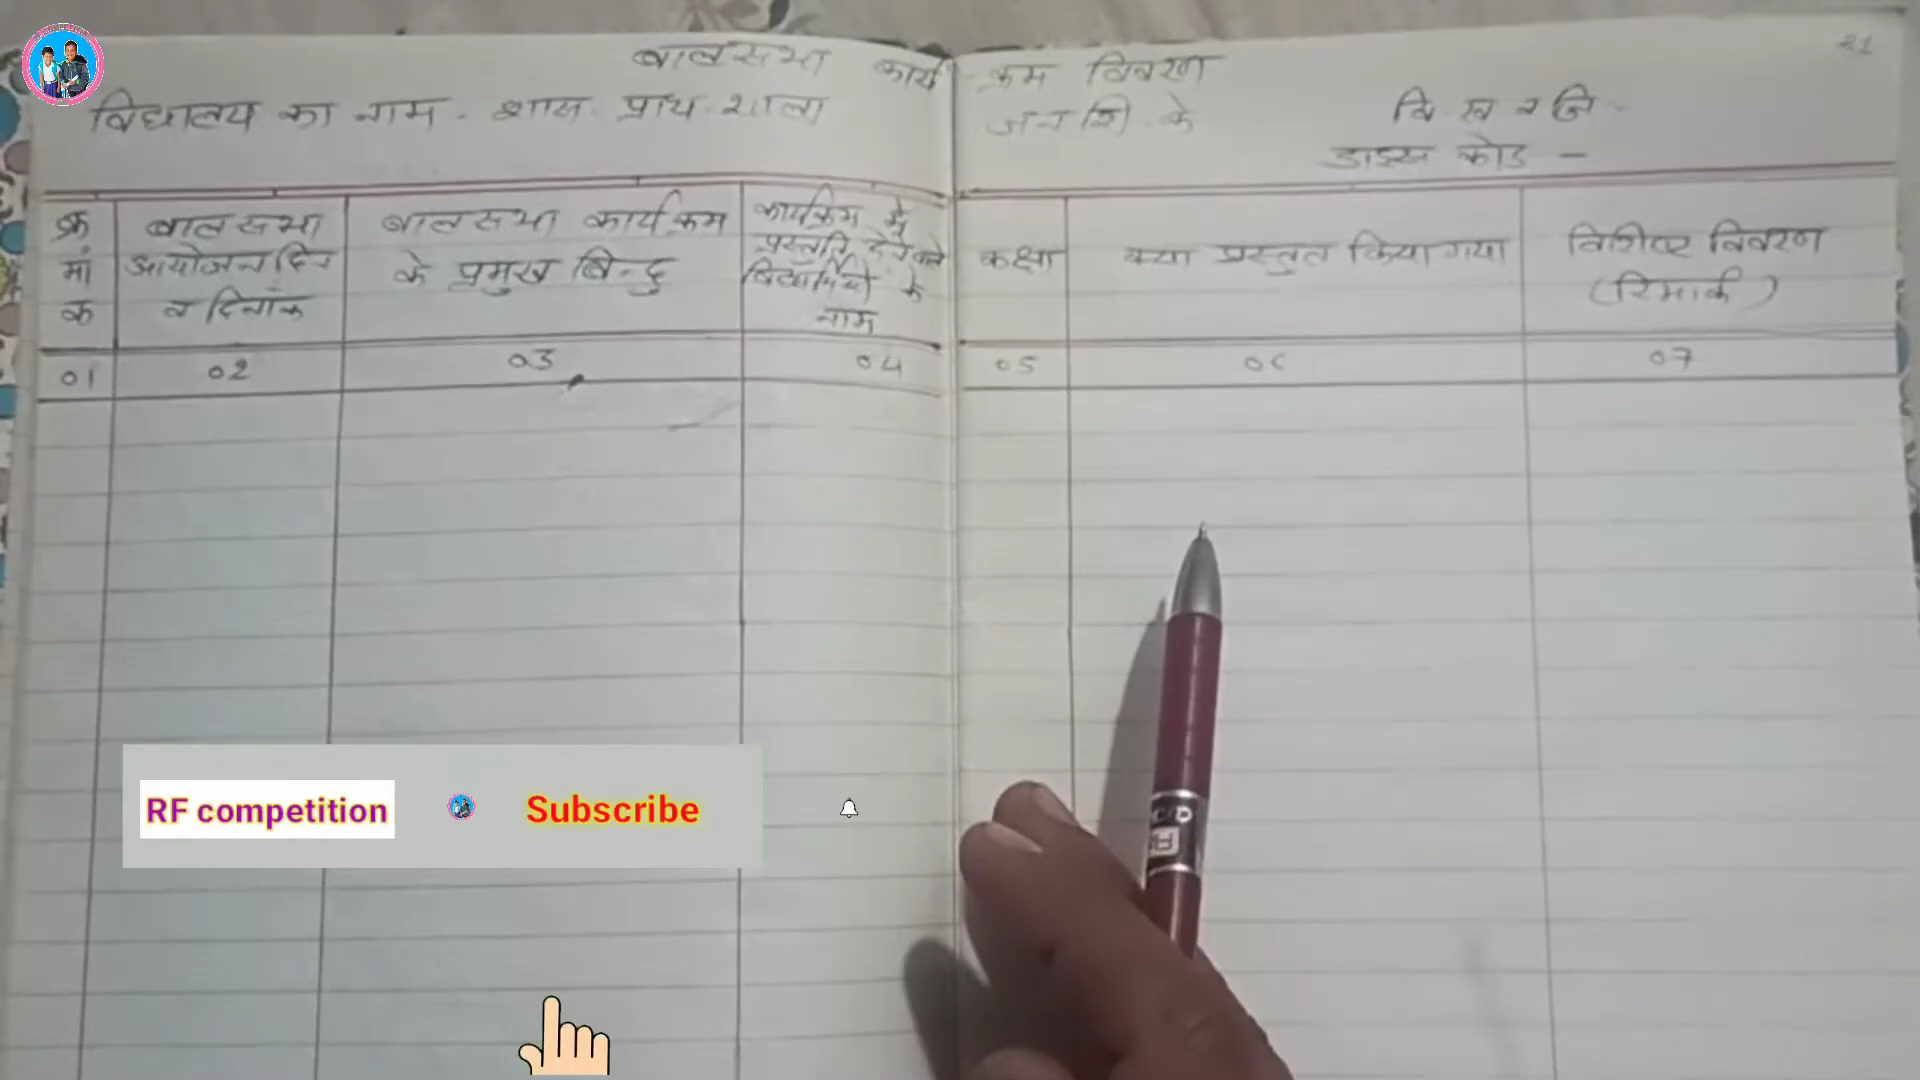 21
बालसभा कार्य-क्रम विवरण
विद्यालय का नाम - शास. प्राथ. शाला जन शि. के वि. ख व जि -
डाइस कोड -
क्रमांक
बालसभा
आयोजन दिन
व दिनांक
बालसभा कार्यक्रम
के प्रमुख बिन्दु
कार्यक्रम में
प्रस्तुति देने वाले
विद्यार्थियों के
नाम
कक्षा
क्या प्रस्तुत किया गया
विशिष्ट विवरण
(रिमार्क)
01 02 03 04 05 06 07
RF competition Subscribe